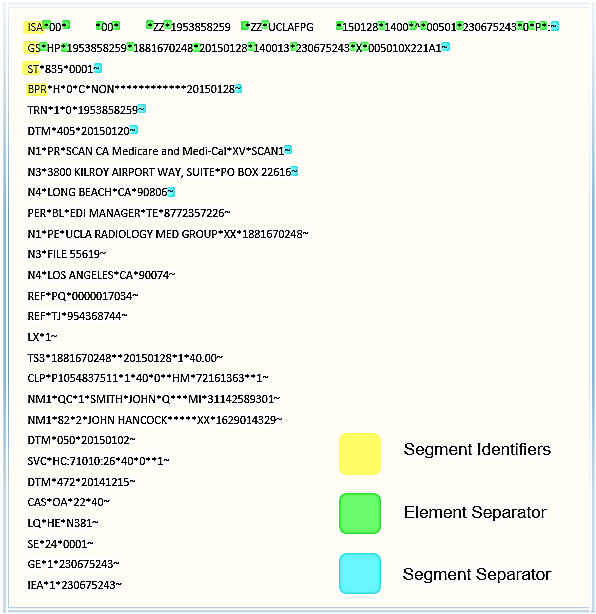 ISA*00*          *00*          *ZZ*1953858259     *ZZ*UCLAFPG        *150128*1400*^*00501*230675243*0*P*:~
GS*HP*1953858259*1881670248*20150128*140013*230675243*X*005010X221A1~
ST*835*0001~
BPR*H*0*C*NON************20150128~
TRN*1*0*1953858259~
DTM*405*20150120~
N1*PR*SCAN CA Medicare and Medi-Cal*XV*SCAN1~
N3*3800 KILROY AIRPORT WAY, SUITE*PO BOX 22616~
N4*LONG BEACH*CA*90806~
PER*BL*EDI MANAGER*TE*8772357226~
N1*PE*UCLA RADIOLOGY MED GROUP*XX*1881670248~
N3*FILE 55619~
N4*LOS ANGELES*CA*90074~
REF*PQ*0000017034~
REF*TJ*954368744~
LX*1~
TS3*1881670248**20150128*1*40.00~
CLP*P1054837511*1*40*0**HM*72161363**1~
NM1*QC*1*SMITH*JOHN*Q***MI*31142589301~
NM1*82*2*JOHN HANCOCK*****XX*1629014329~
DTM*050*20150102~
SVC*HC:71010:26*40*0**1~
DTM*472*20141215~
CAS*OA*22*40~
LQ*HE*N381~
SE*24*0001~
GE*1*230675243~
IEA*1*230675243~
Segment Identifiers
Element Separator
Segment Separator